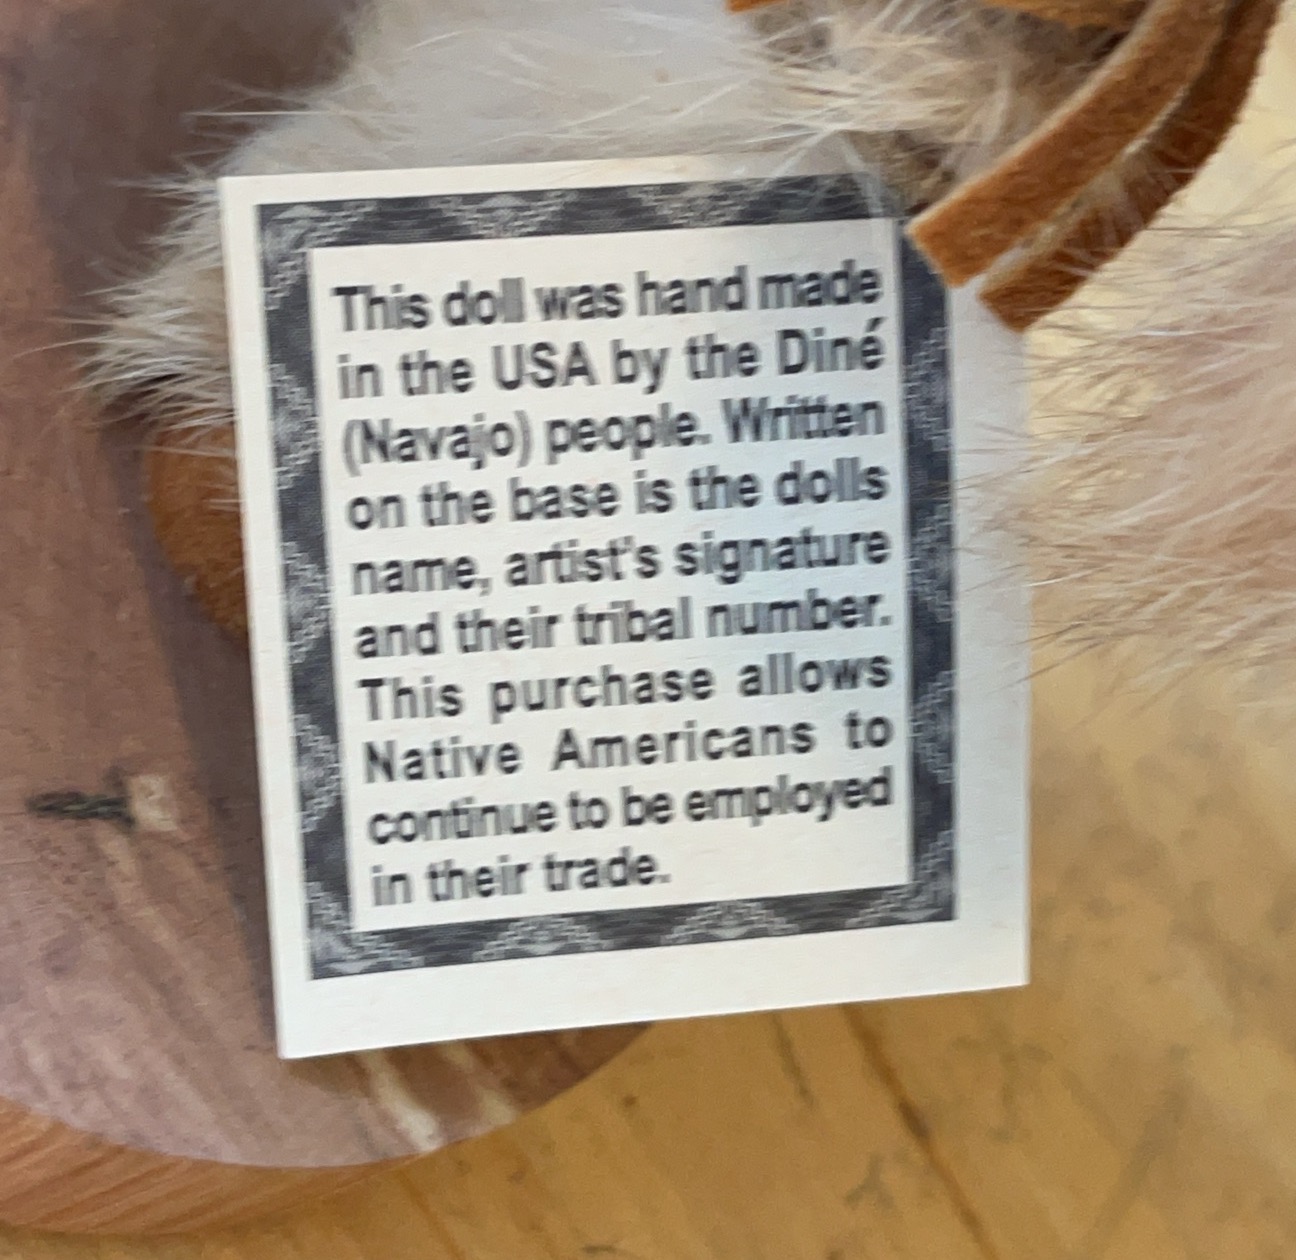 This doll was hand made
in the USA by the Diné
(Navajo) people. Written
on the base is the dolls
name, artist's signature
and their tribal number.
This purchase allows
Native Americans to
continue to be employed
in their trade.